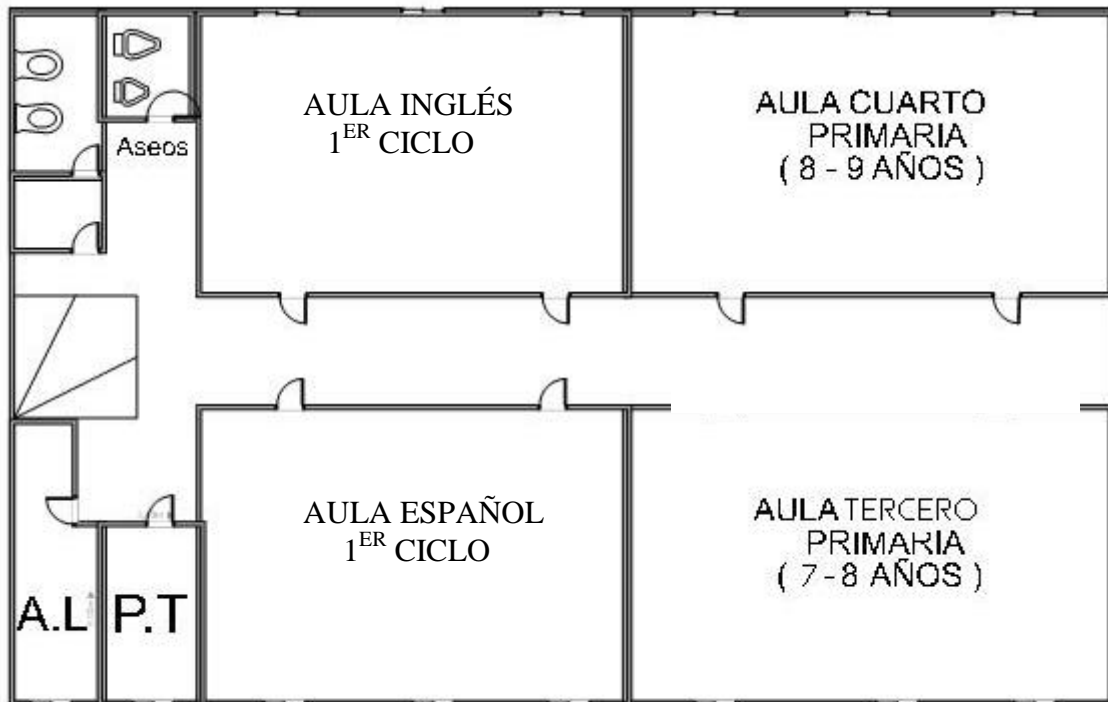 AULA INGLÉS
1ER CICLO
AULA CUARTO
PRIMARIA
( 8 - 9 AÑOS )
Aseos
AULA ESPAÑOL
1ER CICLO
AULA TERCERO
PRIMARIA
( 7 - 8 AÑOS )
A.L
P.T